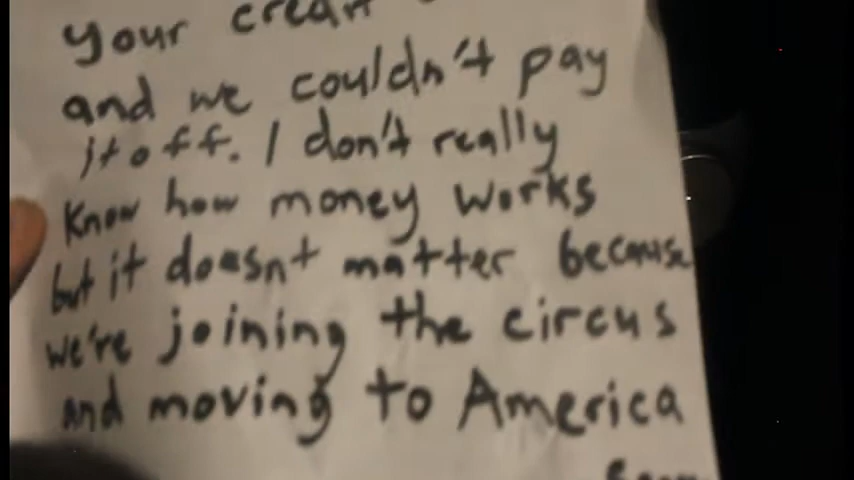 your
and we couldn't pay
it off. I don't really
know how money works
but it doesn't matter because
we're joining the circus
and moving to America